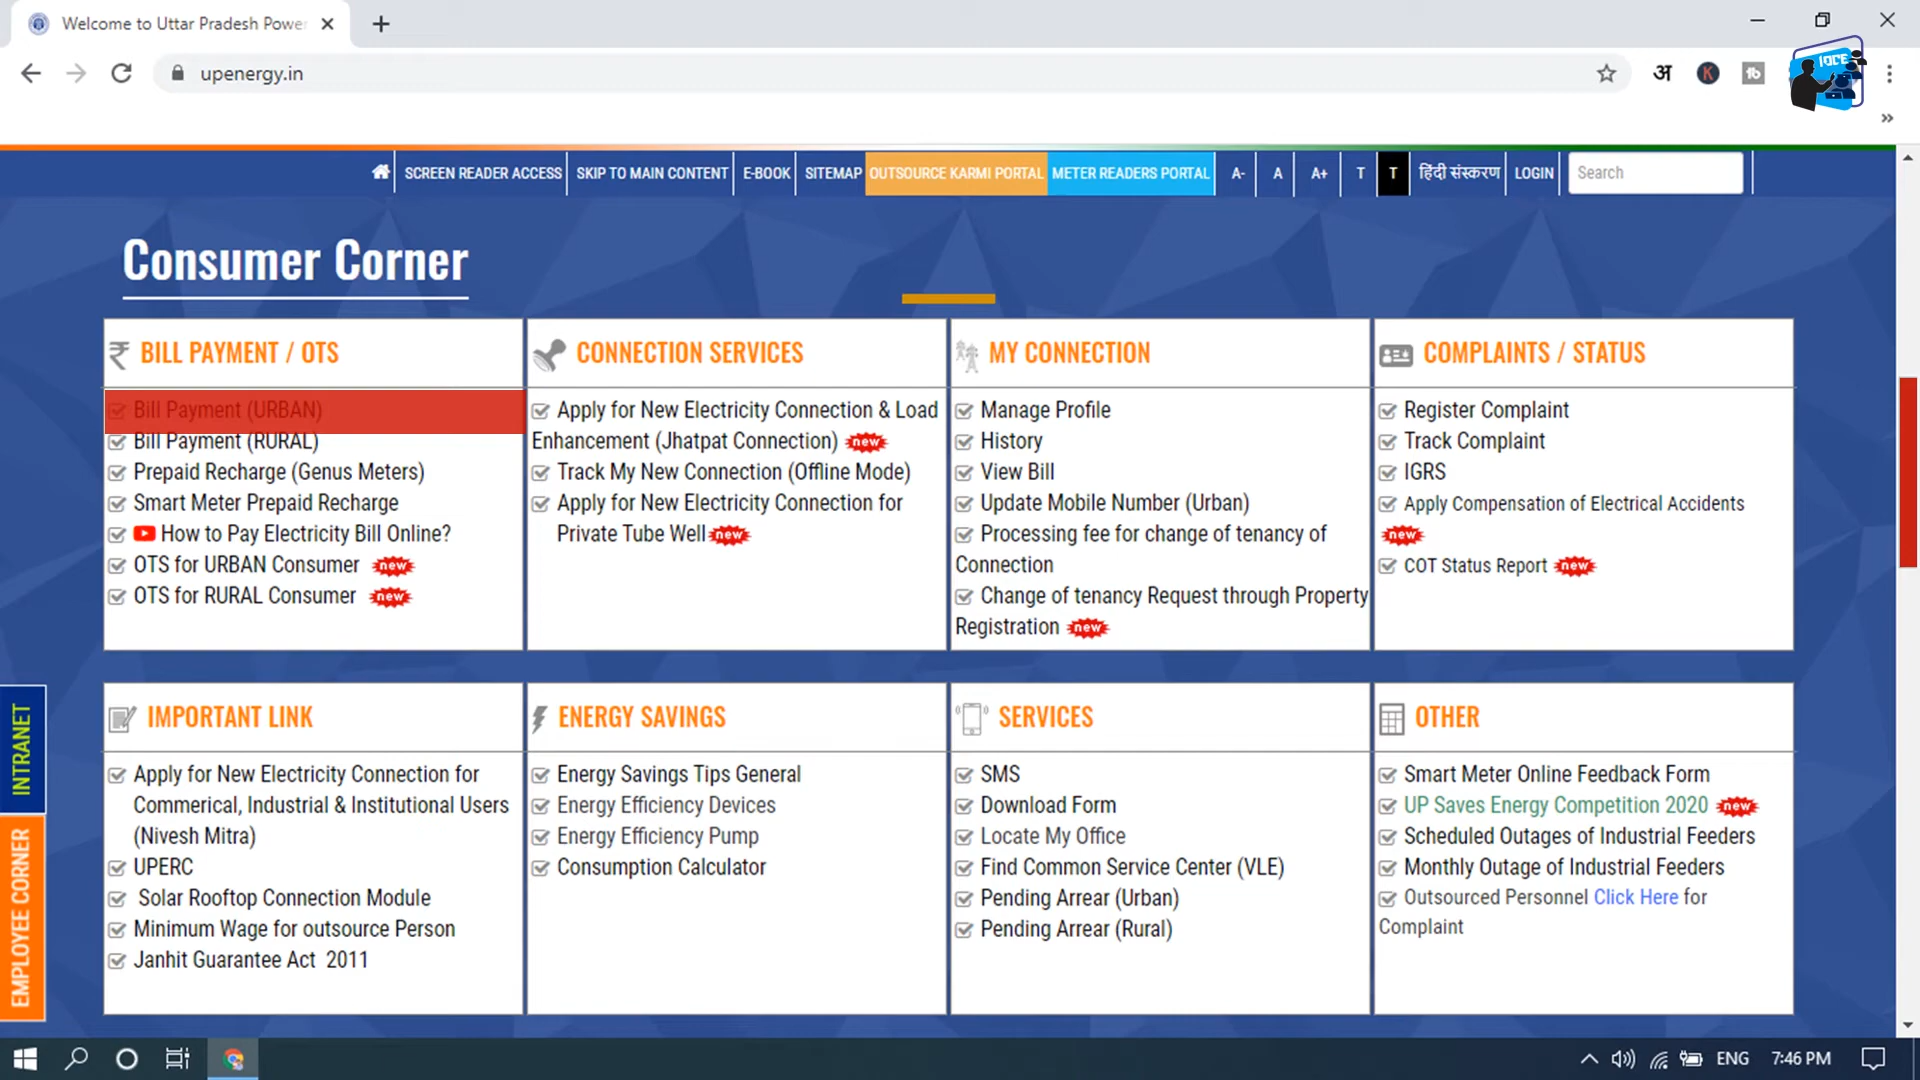 Welcome to Uttar Pradesh Power
upenergy.in
अ
K
IOCE
SCREEN READER ACCESS
SKIP TO MAIN CONTENT
E-BOOK
SITEMAP
OUTSOURCE KARMI PORTAL
METER READERS PORTAL
A-
A
A+
T
T
हिंदी संस्करण
LOGIN
Search
Consumer Corner
BILL PAYMENT / OTS
Bill Payment (URBAN)
Bill Payment (RURAL)
Prepaid Recharge (Genus Meters)
Smart Meter Prepaid Recharge
How to Pay Electricity Bill Online?
OTS for URBAN Consumer new
OTS for RURAL Consumer new
CONNECTION SERVICES
Apply for New Electricity Connection & Load
Enhancement (Jhatpat Connection) new
Track My New Connection (Offline Mode)
Apply for New Electricity Connection for
Private Tube Well new
MY CONNECTION
Manage Profile
History
View Bill
Update Mobile Number (Urban)
Processing fee for change of tenancy of
Connection
Change of tenancy Request through Property
Registration new
COMPLAINTS / STATUS
Register Complaint
Track Complaint
IGRS
Apply Compensation of Electrical Accidents
new
COT Status Report new
INTRANET
EMPLOYEE CORNER
IMPORTANT LINK
Apply for New Electricity Connection for
Commerical, Industrial & Institutional Users
(Nivesh Mitra)
UPERC
Solar Rooftop Connection Module
Minimum Wage for outsource Person
Janhit Guarantee Act 2011
ENERGY SAVINGS
Energy Savings Tips General
Energy Efficiency Devices
Energy Efficiency Pump
Consumption Calculator
SERVICES
SMS
Download Form
Locate My Office
Find Common Service Center (VLE)
Pending Arrear (Urban)
Pending Arrear (Rural)
OTHER
Smart Meter Online Feedback Form
UP Saves Energy Competition 2020 new
Scheduled Outages of Industrial Feeders
Monthly Outage of Industrial Feeders
Outsourced Personnel Click Here for
Complaint
ENG
7:46 PM